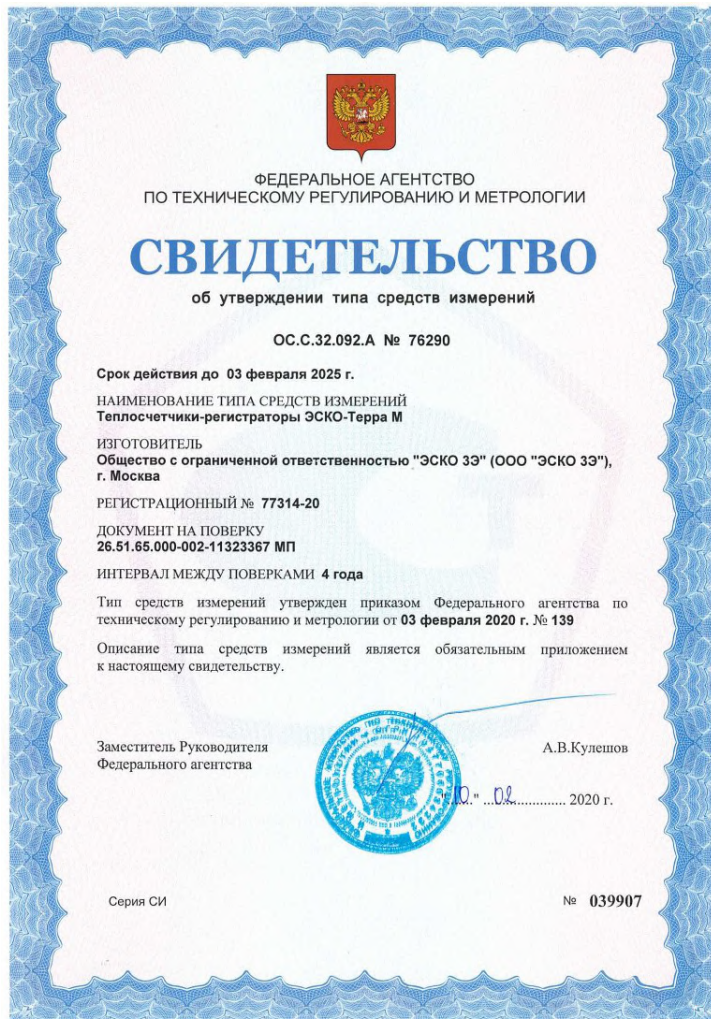 ФЕДЕРАЛЬНОЕ АГЕНТСТВО
ПО ТЕХНИЧЕСКОМУ РЕГУЛИРОВАНИЮ И МЕТРОЛОГИИ
СВИДЕТЕЛЬСТВО
об утверждении типа средств измерений
ОС.С.32.092.А № 76290
Срок действия до 03 февраля 2025 г.
НАИМЕНОВАНИЕ ТИПА СРЕДСТВ ИЗМЕРЕНИЙ
Теплосчетчики-регистраторы ЭСКО-Терра М
ИЗГОТОВИТЕЛЬ
Общество с ограниченной ответственностью "ЭСКО 3Э" (ООО "ЭСКО 3Э"),
г. Москва
РЕГИСТРАЦИОННЫЙ № 77314-20
ДОКУМЕНТ НА ПОВЕРКУ
26.51.65.000-002-11323367 МП
ИНТЕРВАЛ МЕЖДУ ПОВЕРКАМИ 4 года
Тип средств измерений утвержден приказом Федерального агентства по
техническому регулированию и метрологии от 03 февраля 2020 г. № 139
Описание типа средств измерений является обязательным приложением
к настоящему свидетельству.
Заместитель Руководителя
Федерального агентства
А.В.Кулешов
"10." ...02............... 2020 г.
Серия СИ
№ 039907